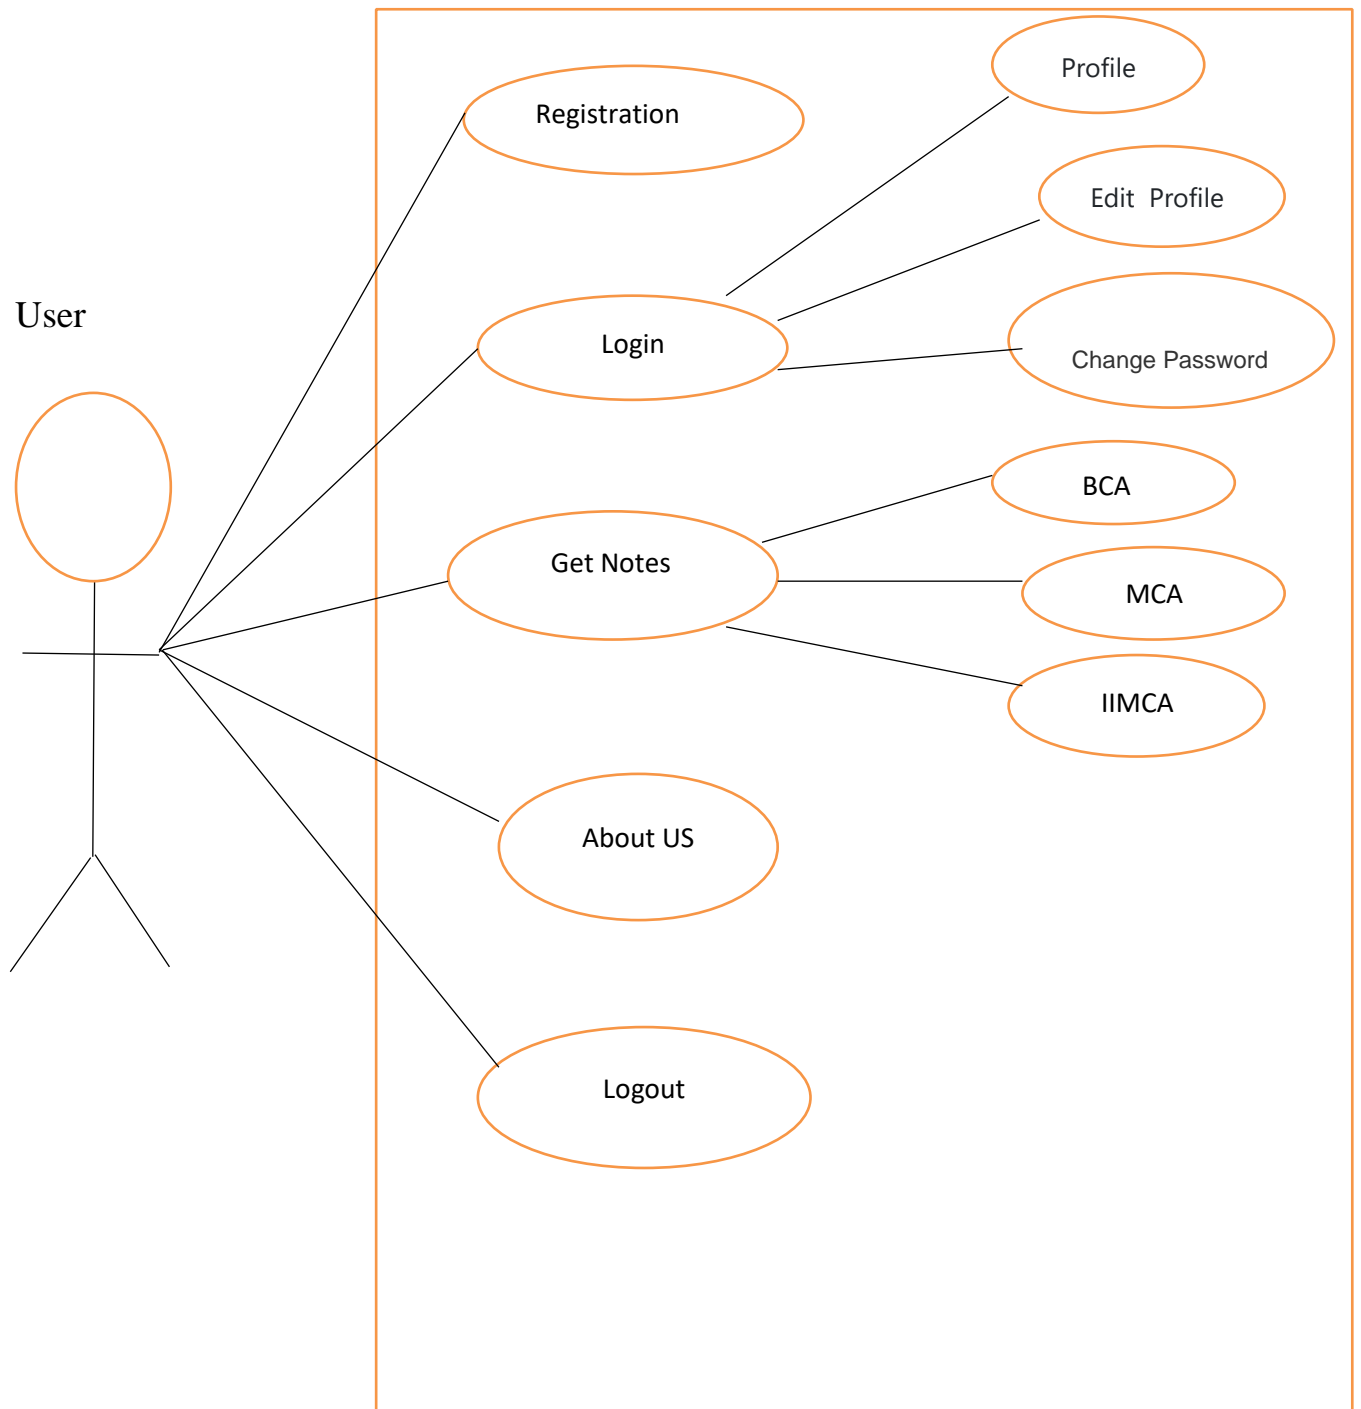 Profile
Registration
Edit  Profile
User
Login
Change Password
BCA
Get Notes
MCA
IIMCA
About US
Logout